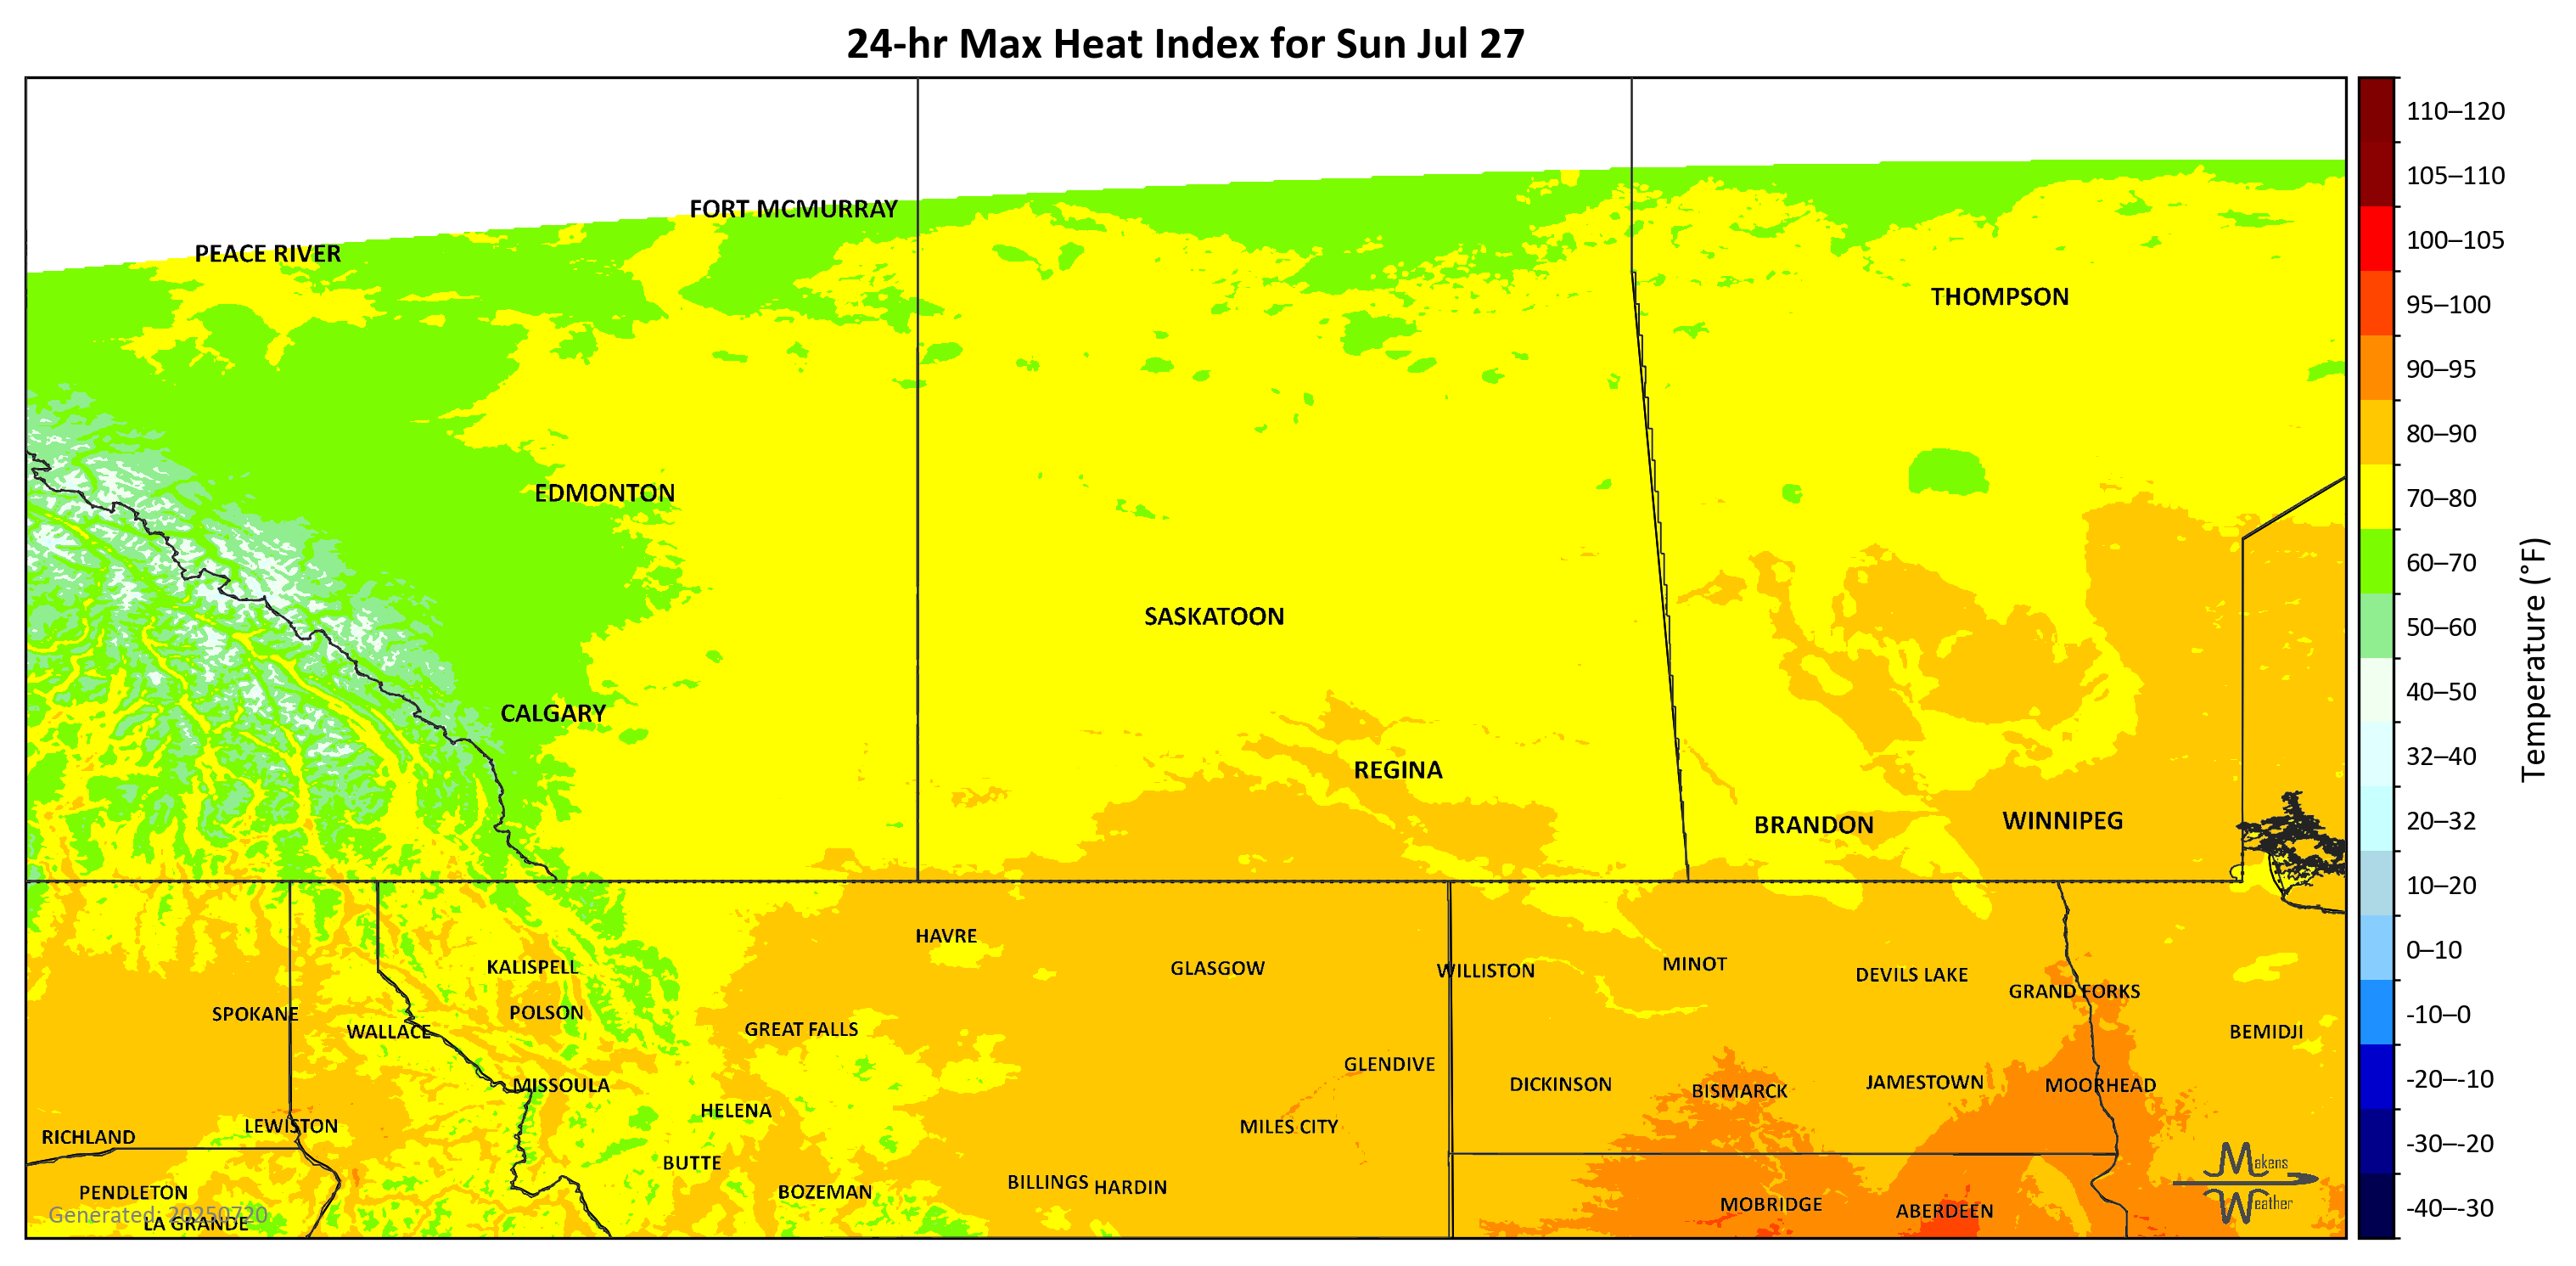 24-hr Max Heat Index for Sun Jul 27
FORT MCMURRAY
PEACE RIVER
THOMPSON
EDMONTON
SASKATOON
CALGARY
REGINA
BRANDON
WINNIPEG
HAVRE
KALISPELL
GLASGOW
WILLISTON
MINOT
DEVILS LAKE
GRAND FORKS
SPOKANE
POLSON
WALLACE
GREAT FALLS
BEMIDJI
GLENDIVE
MISSOULA
DICKINSON
BISMARCK
JAMESTOWN
MOORHEAD
HELENA
LEWISTON
MILES CITY
RICHLAND
BUTTE
BILLINGS
HARDIN
PENDLETON
BOZEMAN
MOBRIDGE
ABERDEEN
LA GRANDE
Generated: 20250720
Makens
Weather
110–120
105–110
100–105
95–100
90–95
80–90
70–80
60–70
50–60
40–50
32–40
20–32
10–20
0–10
-10–0
-20–-10
-30–-20
-40–-30
Temperature (°F)